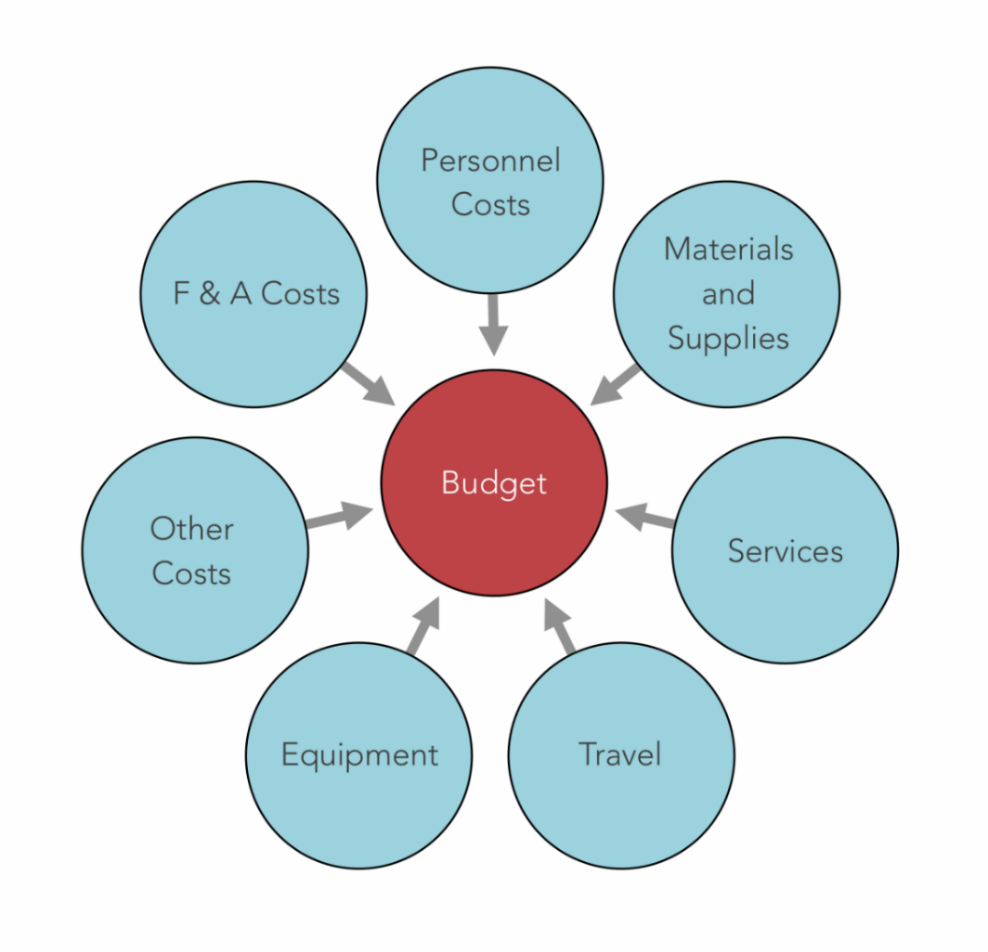 Personnel
Costs
Materials
and
Supplies
Services
Travel
Equipment
Other
Costs
F & A Costs
Budget